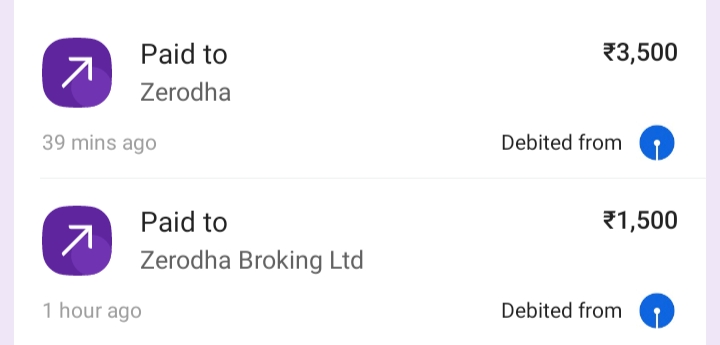 Paid to ₹3,500
Zerodha
39 mins ago Debited from
Paid to ₹1,500
Zerodha Broking Ltd
1 hour ago Debited from